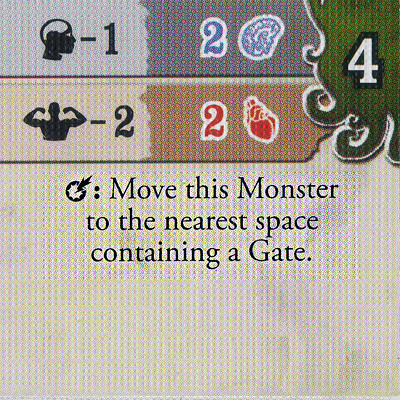 -1 2 4
-2 2
: Move this Monster
to the nearest space
containing a Gate.